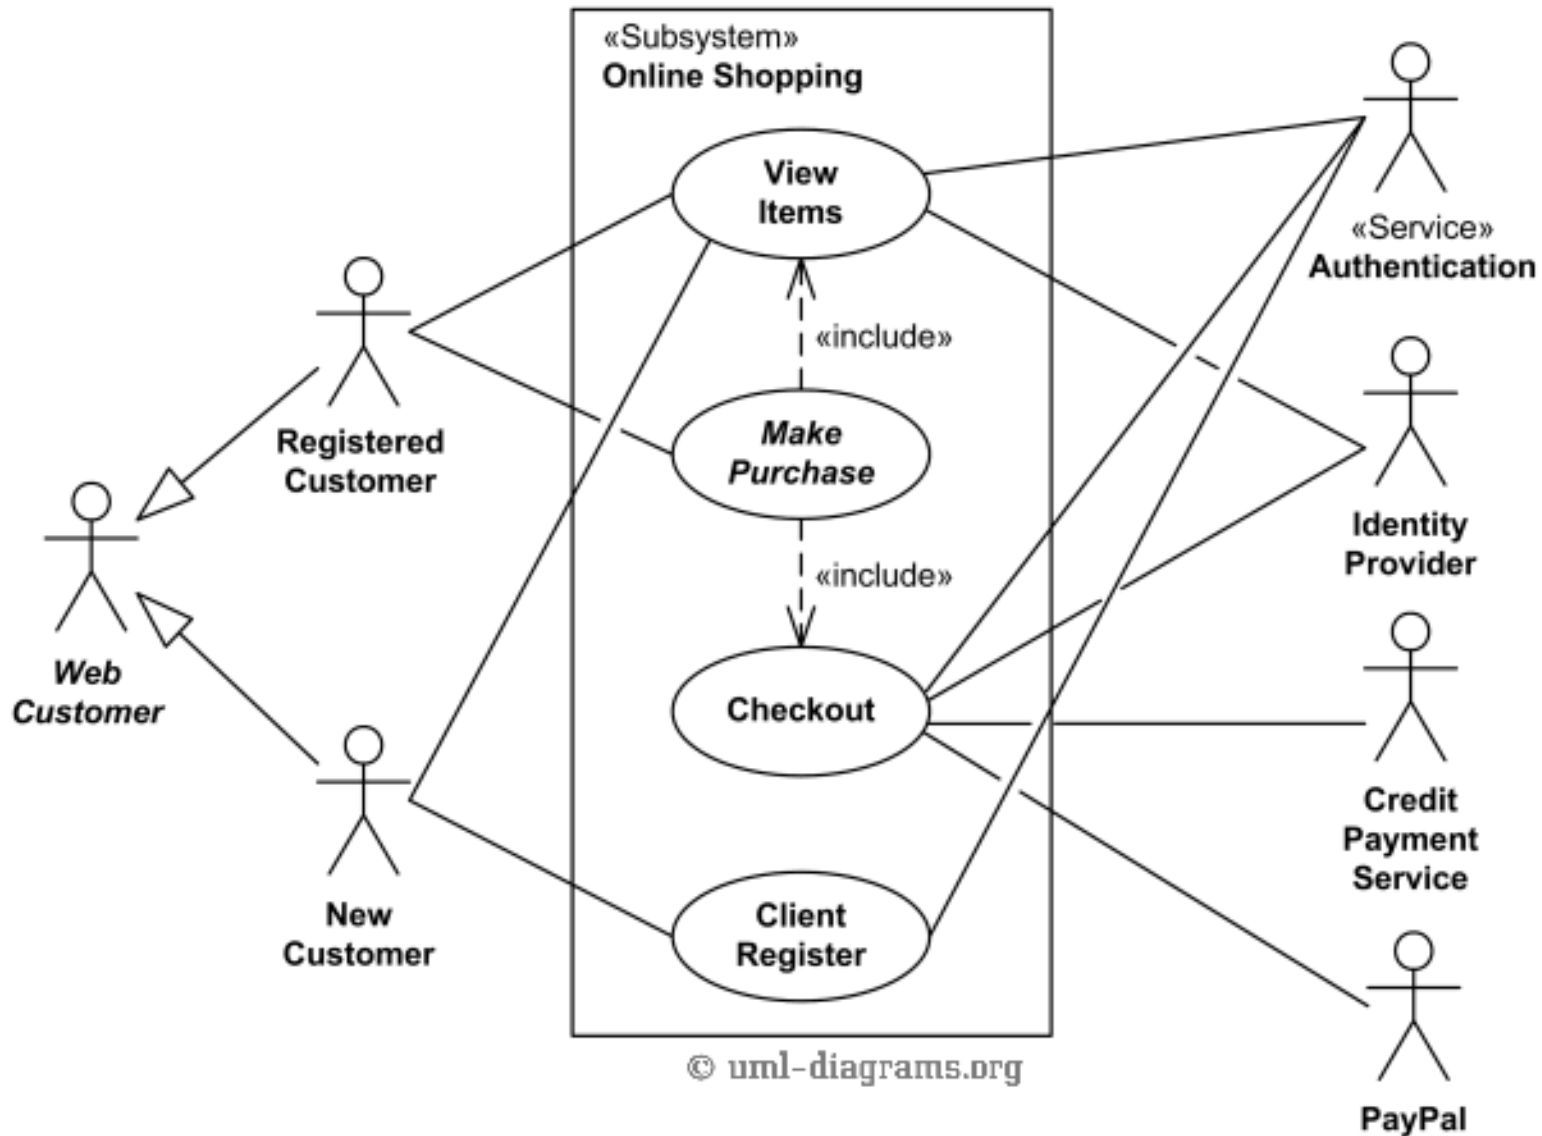 «Subsystem»
Online Shopping
View
Items
«include»
Make
Purchase
«include»
Checkout
Client
Register
Registered
Customer
Web
Customer
New
Customer
«Service»
Authentication
Identity
Provider
Credit
Payment
Service
PayPal
© uml-diagrams.org